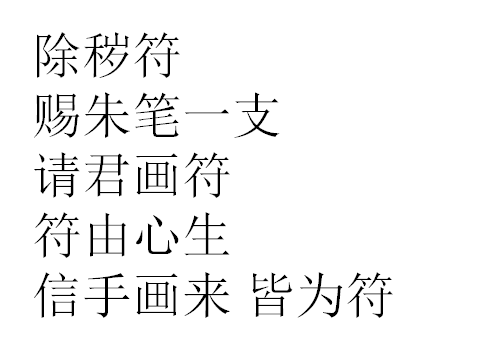 除秽符
赐朱笔一支
请君画符
符由心生
信手画来 皆为符